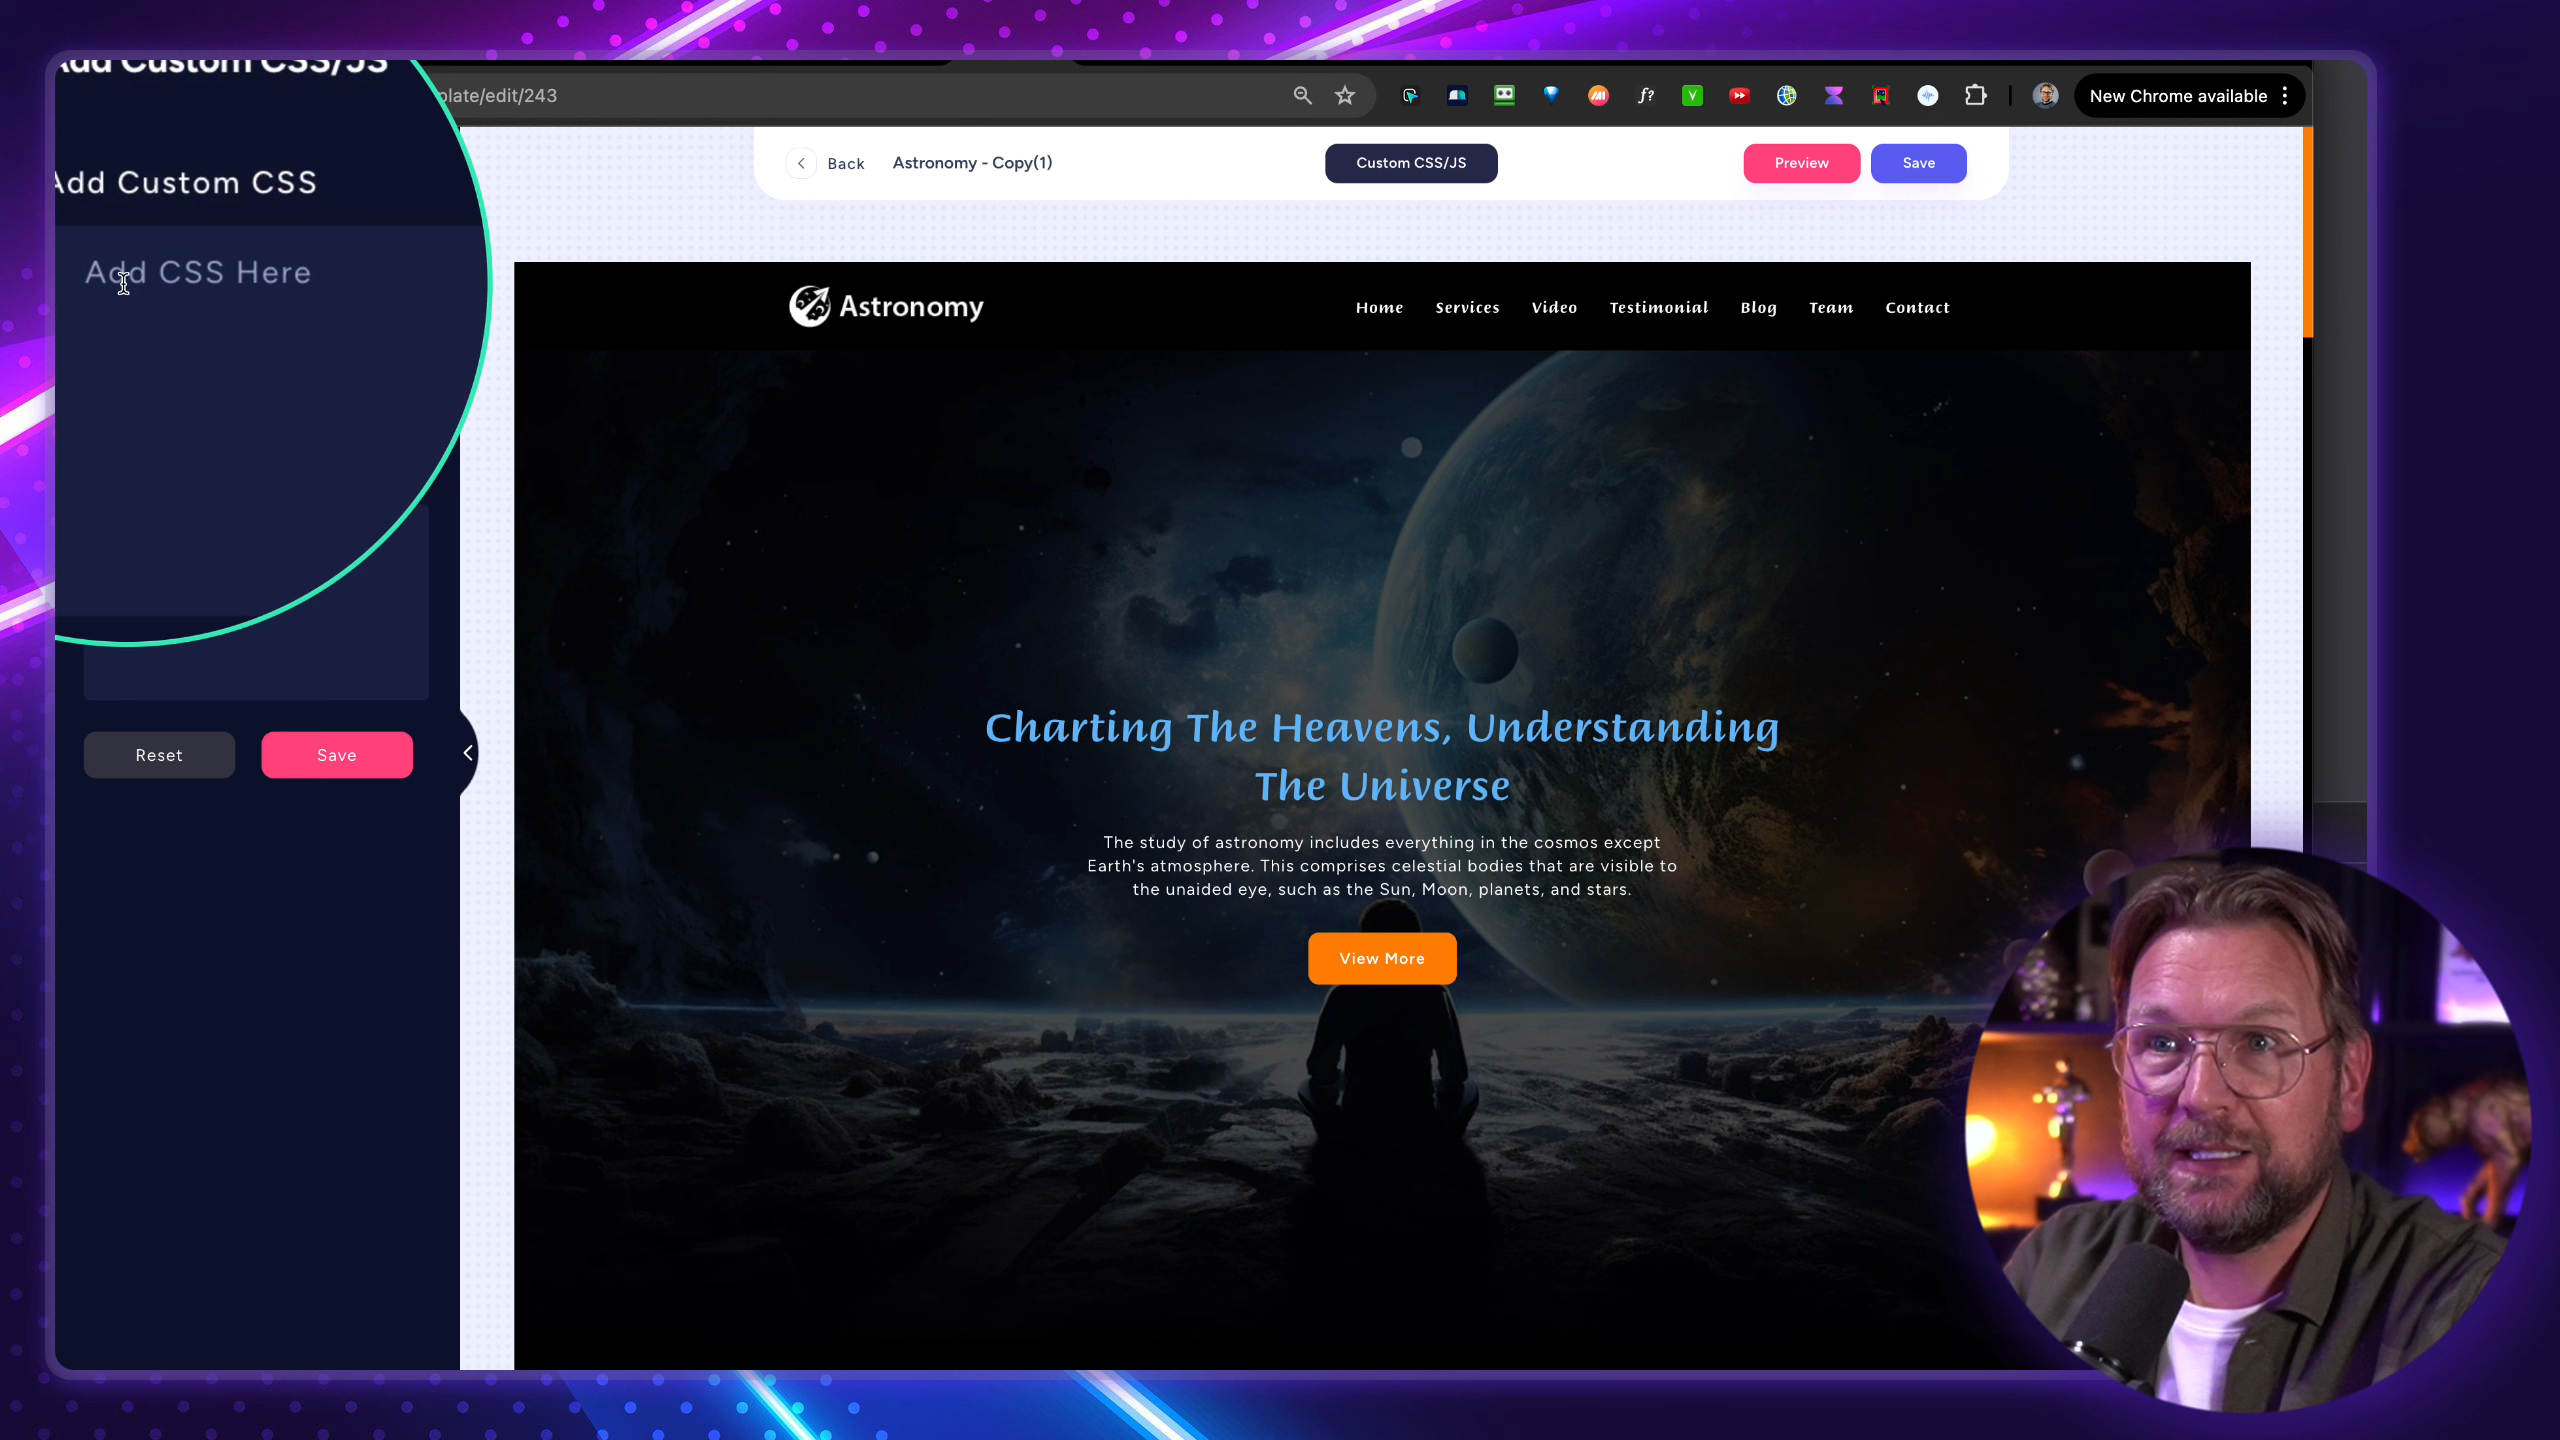 Add Custom CSS/JS
Add Custom CSS
Add CSS Here
Reset
Save
plate/edit/243
New Chrome available
Back
Astronomy - Copy(1)
Custom CSS/JS
Preview
Save
Astronomy
Home
Services
Video
Testimonial
Blog
Team
Contact
Charting The Heavens, Understanding
The Universe
The study of astronomy includes everything in the cosmos except
Earth's atmosphere. This comprises celestial bodies that are visible to
the unaided eye, such as the Sun, Moon, planets, and stars.
View More